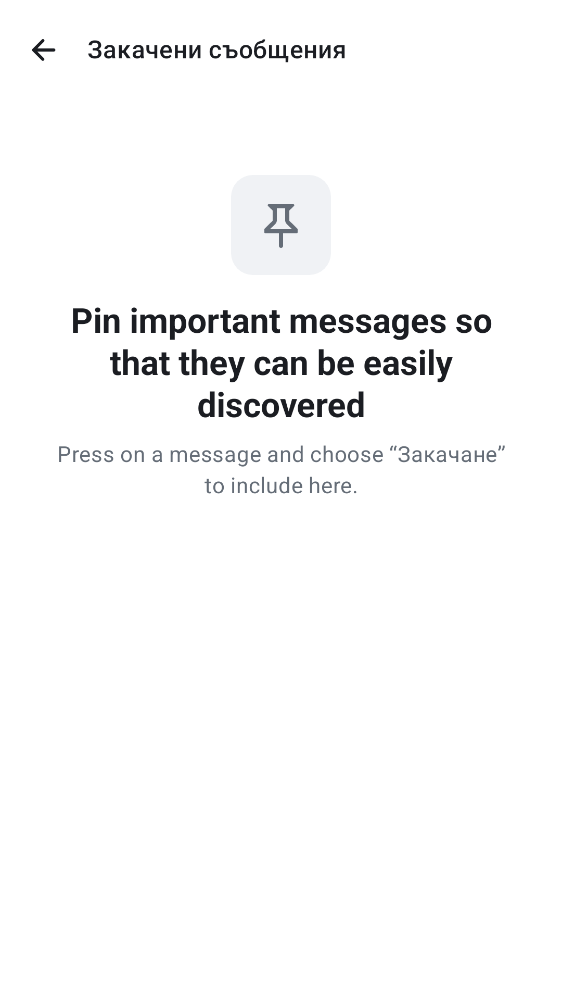 Закачени съобщения
Pin important messages so
that they can be easily
discovered
Press on a message and choose “Закачане”
to include here.